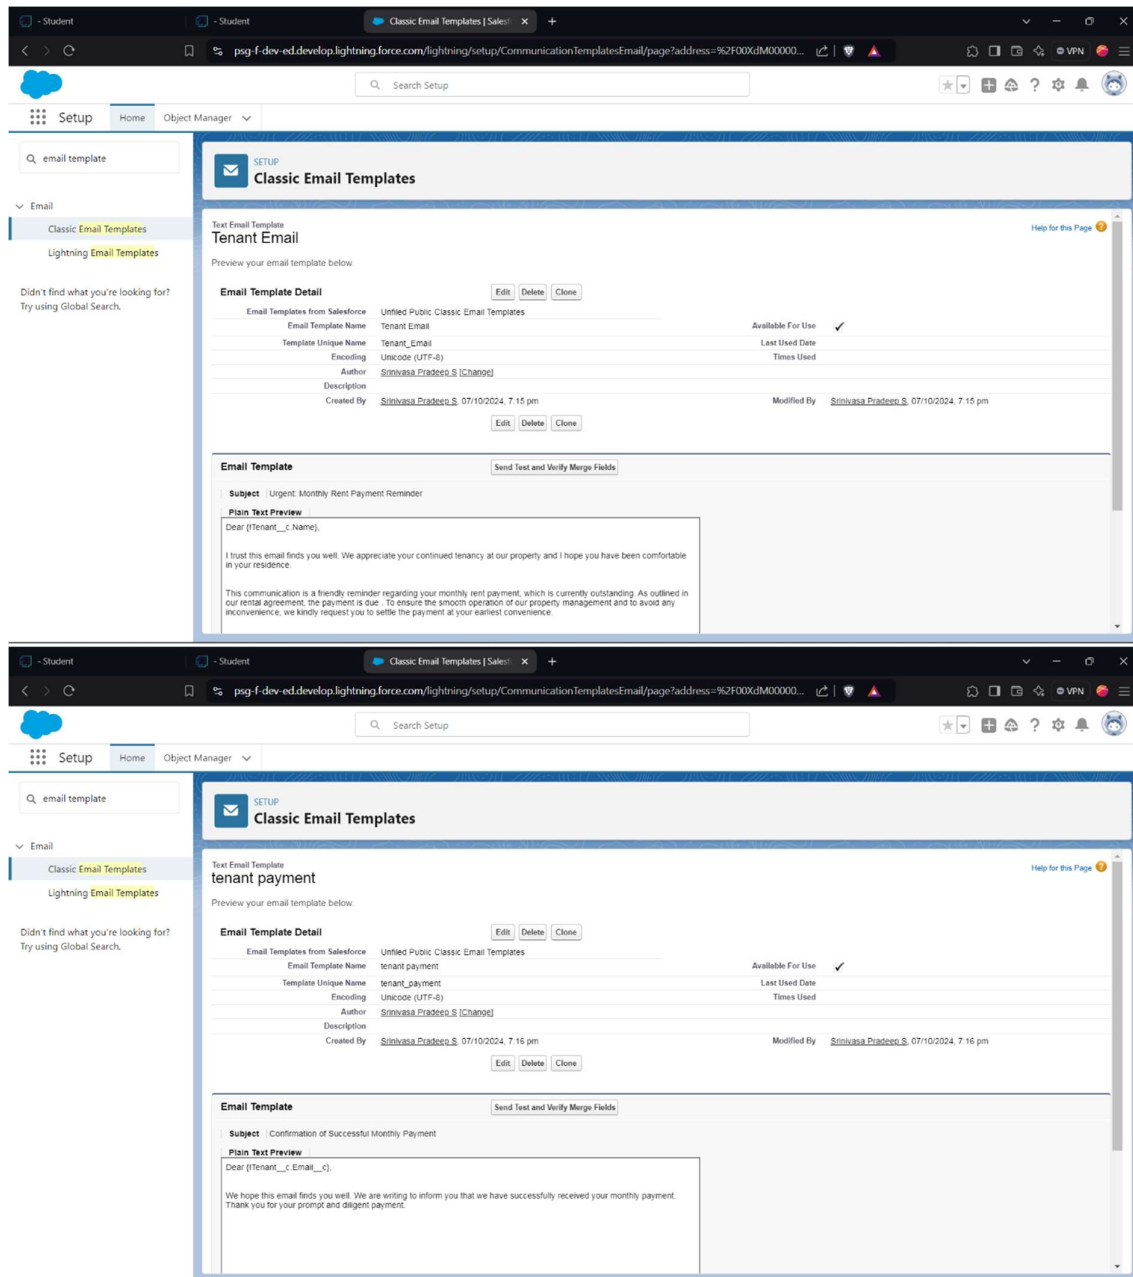 - Student
- Student
Classic Email Templates | Salesf
psg-f-dev-ed.develop.lightning.force.com/lightning/setup/CommunicationTemplatesEmail/page?address=%2F00XdM00000...
VPN
Search Setup
Setup
Home
Object Manager
email template
SETUP
Classic Email Templates
Email
Classic Email Templates
Lightning Email Templates
Didn't find what you're looking for?
Try using Global Search.
Text Email Template
Tenant Email
Help for this Page
Preview your email template below.
Email Template Detail
Edit Delete Clone
Email Templates from Salesforce Unfiled Public Classic Email Templates
Email Template Name Tenant Email Available For Use ✓
Template Unique Name Tenant_Email Last Used Date
Encoding Unicode (UTF-8) Times Used
Author Srinivasa Pradeep S [Change]
Description
Created By Srinivasa Pradeep S, 07/10/2024, 7:15 pm Modified By Srinivasa Pradeep S, 07/10/2024, 7:15 pm
Edit Delete Clone
Email Template Send Test and Verify Merge Fields
Subject Urgent: Monthly Rent Payment Reminder
Plain Text Preview
Dear {!Tenant__c.Name},
I trust this email finds you well. We appreciate your continued tenancy at our property and I hope you have been comfortable
in your residence.
This communication is a friendly reminder regarding your monthly rent payment, which is currently outstanding. As outlined in
our rental agreement, the payment is due . To ensure the smooth operation of our property management and to avoid any
inconvenience, we kindly request you to settle the payment at your earliest convenience.
- Student
- Student
Classic Email Templates | Salesf
psg-f-dev-ed.develop.lightning.force.com/lightning/setup/CommunicationTemplatesEmail/page?address=%2F00XdM00000...
VPN
Search Setup
Setup
Home
Object Manager
email template
SETUP
Classic Email Templates
Email
Classic Email Templates
Lightning Email Templates
Didn't find what you're looking for?
Try using Global Search.
Text Email Template
tenant payment
Help for this Page
Preview your email template below.
Email Template Detail
Edit Delete Clone
Email Templates from Salesforce Unfiled Public Classic Email Templates
Email Template Name tenant payment Available For Use ✓
Template Unique Name tenant_payment Last Used Date
Encoding Unicode (UTF-8) Times Used
Author Srinivasa Pradeep S [Change]
Description
Created By Srinivasa Pradeep S, 07/10/2024, 7:16 pm Modified By Srinivasa Pradeep S, 07/10/2024, 7:16 pm
Edit Delete Clone
Email Template Send Test and Verify Merge Fields
Subject Confirmation of Successful Monthly Payment
Plain Text Preview
Dear {!Tenant__c.Email__c},
We hope this email finds you well. We are writing to inform you that we have successfully received your monthly payment.
Thank you for your prompt and diligent payment.